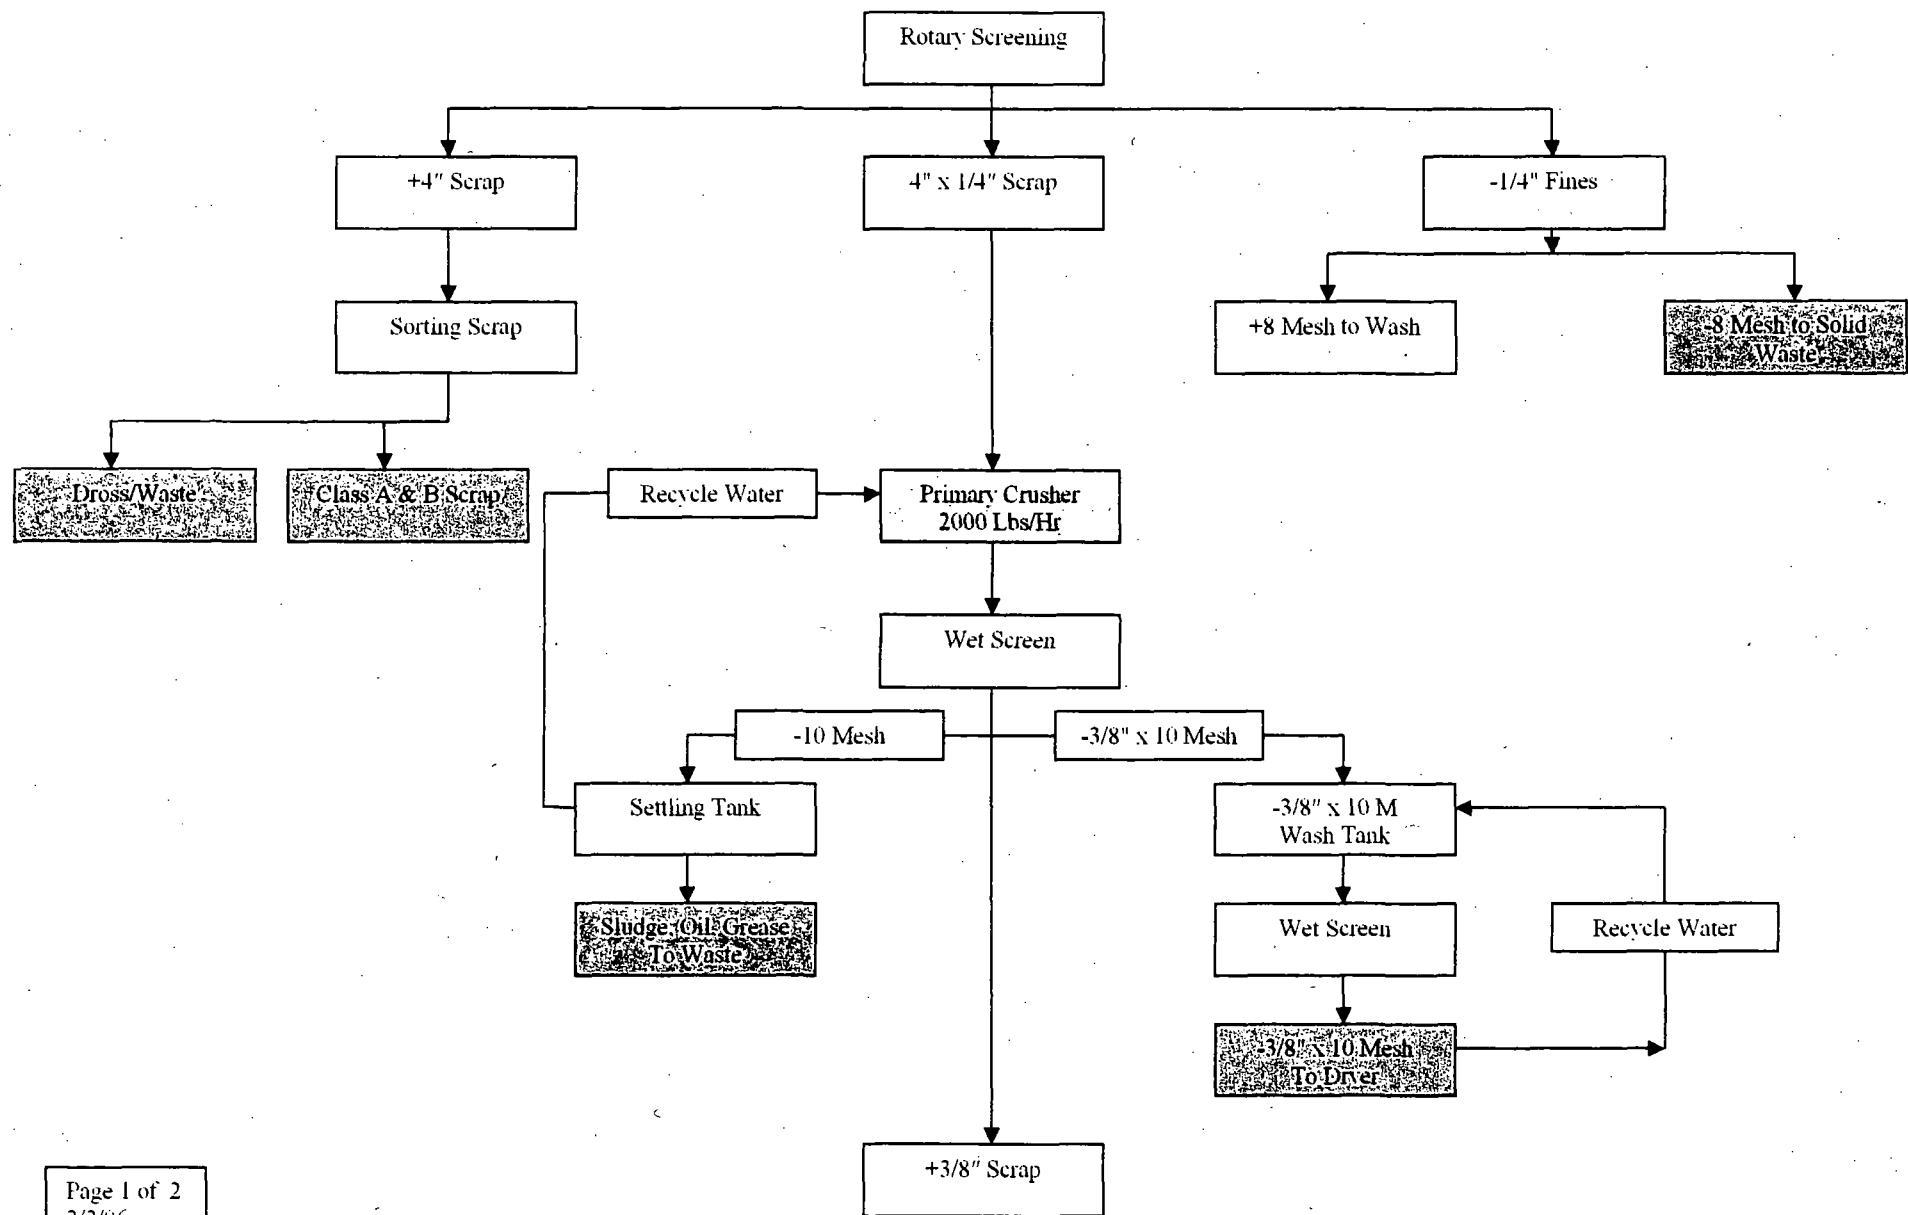 Rotary Screening
+4" Scrap
4" x 1/4" Scrap
-1/4" Fines
Sorting Scrap
+8 Mesh to Wash
-8 Mesh to Solid
Waste
Dross/Waste
Class A & B Scrap
Recycle Water
Primary Crusher
2000 Lbs/Hr
Wet Screen
-10 Mesh
-3/8" x 10 Mesh
Settling Tank
-3/8" x 10 M
Wash Tank
Sludge, Oil, Grease
To Waste
Wet Screen
Recycle Water
-3/8" x 10 Mesh
To Dryer
+3/8" Scrap
Page 1 of 2